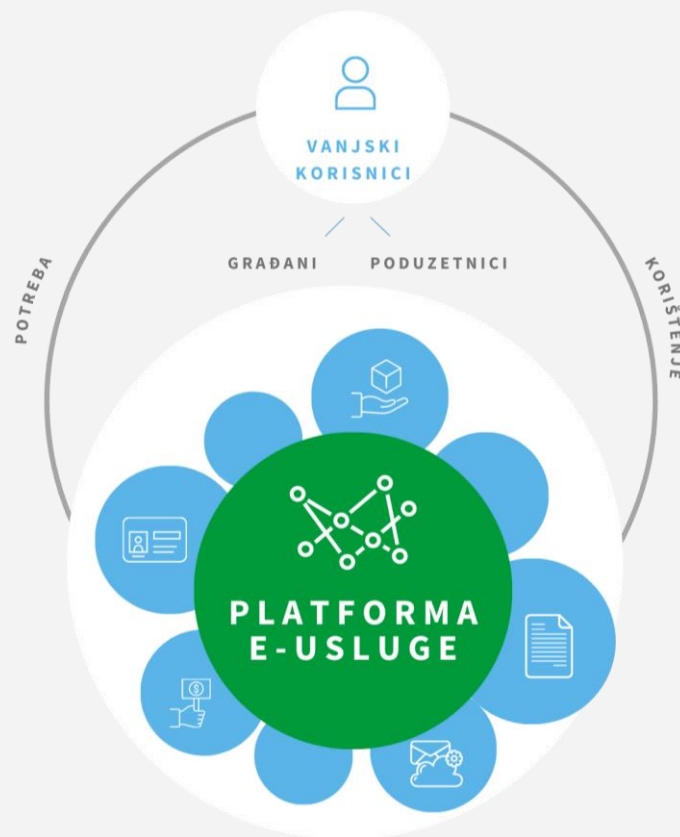 VANJSKI
KORISNICI
GRAĐANI PODUZETNICI
POTREBA
KORIŠTENJE
PLATFORMA
E-USLUGE